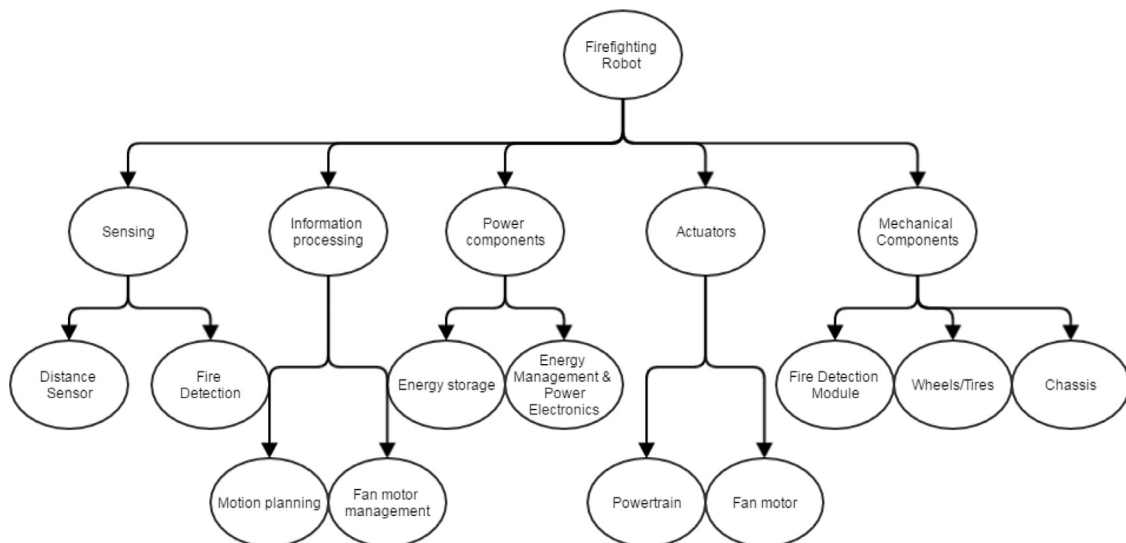 Firefighting
Robot
Sensing
Information
processing
Power
components
Actuators
Mechanical
Components
Distance
Sensor
Fire
Detection
Energy storage
Energy
Management &
Power
Electronics
Fire Detection
Module
Wheels/Tires
Chassis
Motion planning
Fan motor
management
Powertrain
Fan motor